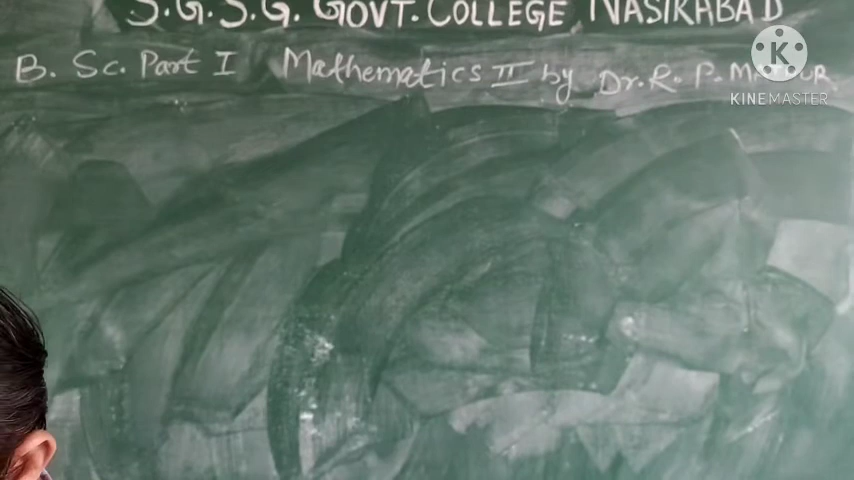 S.G.S.G. GOVT. COLLEGE NASIRABAD
B. Sc. Part I Mathematics II by Dr. R. P.
K
KINEMASTER